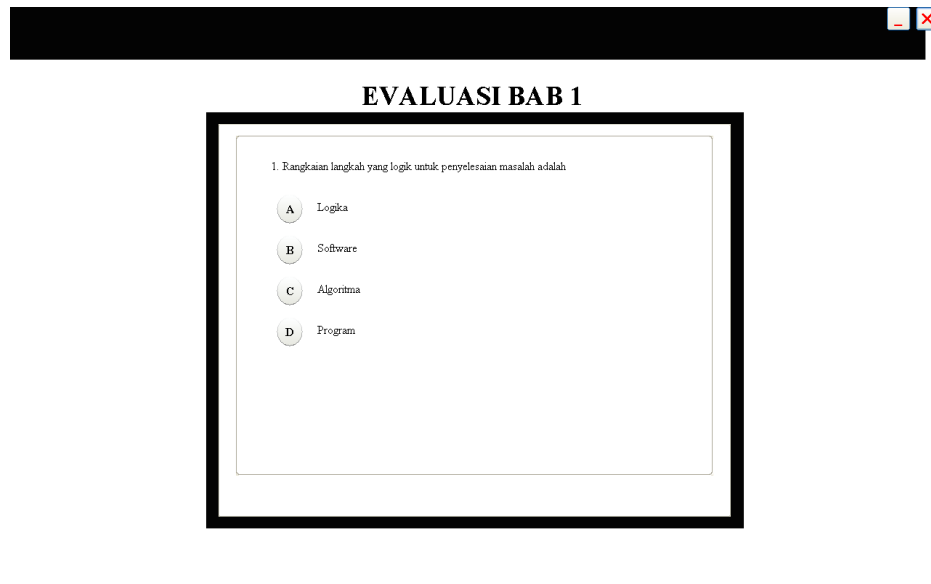 EVALUASI BAB 1
1. Rangkaian langkah yang logik untuk penyelesaian masalah adalah
A Logika
B Software
C Algoritma
D Program